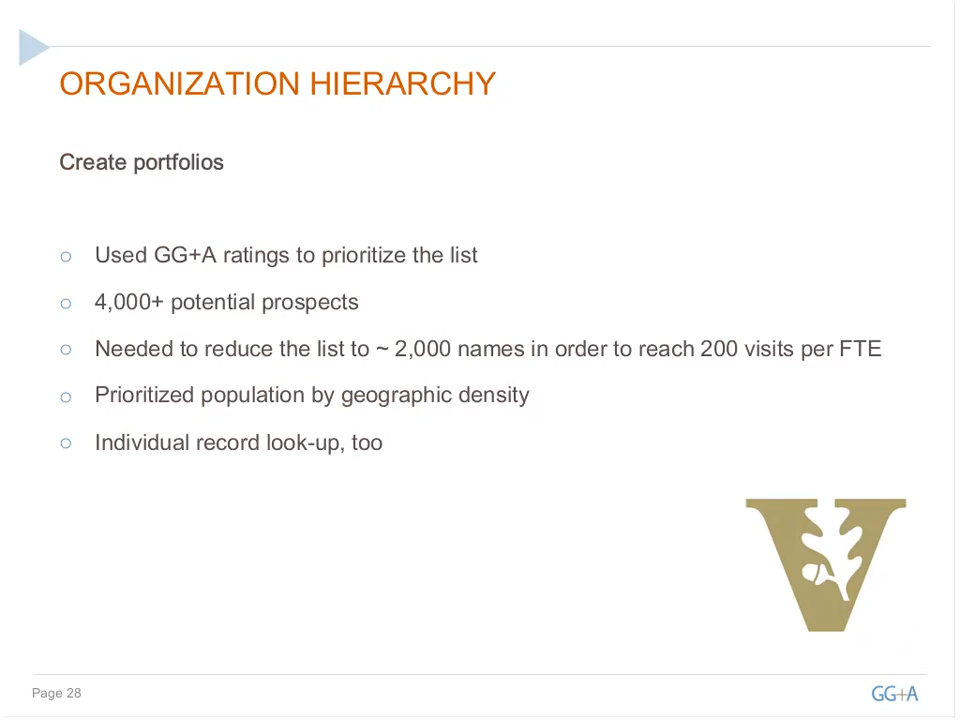 ORGANIZATION HIERARCHY
Create portfolios
Used GG+A ratings to prioritize the list
4,000+ potential prospects
Needed to reduce the list to ~ 2,000 names in order to reach 200 visits per FTE
Prioritized population by geographic density
Individual record look-up, too
V
Page 28
GG+A